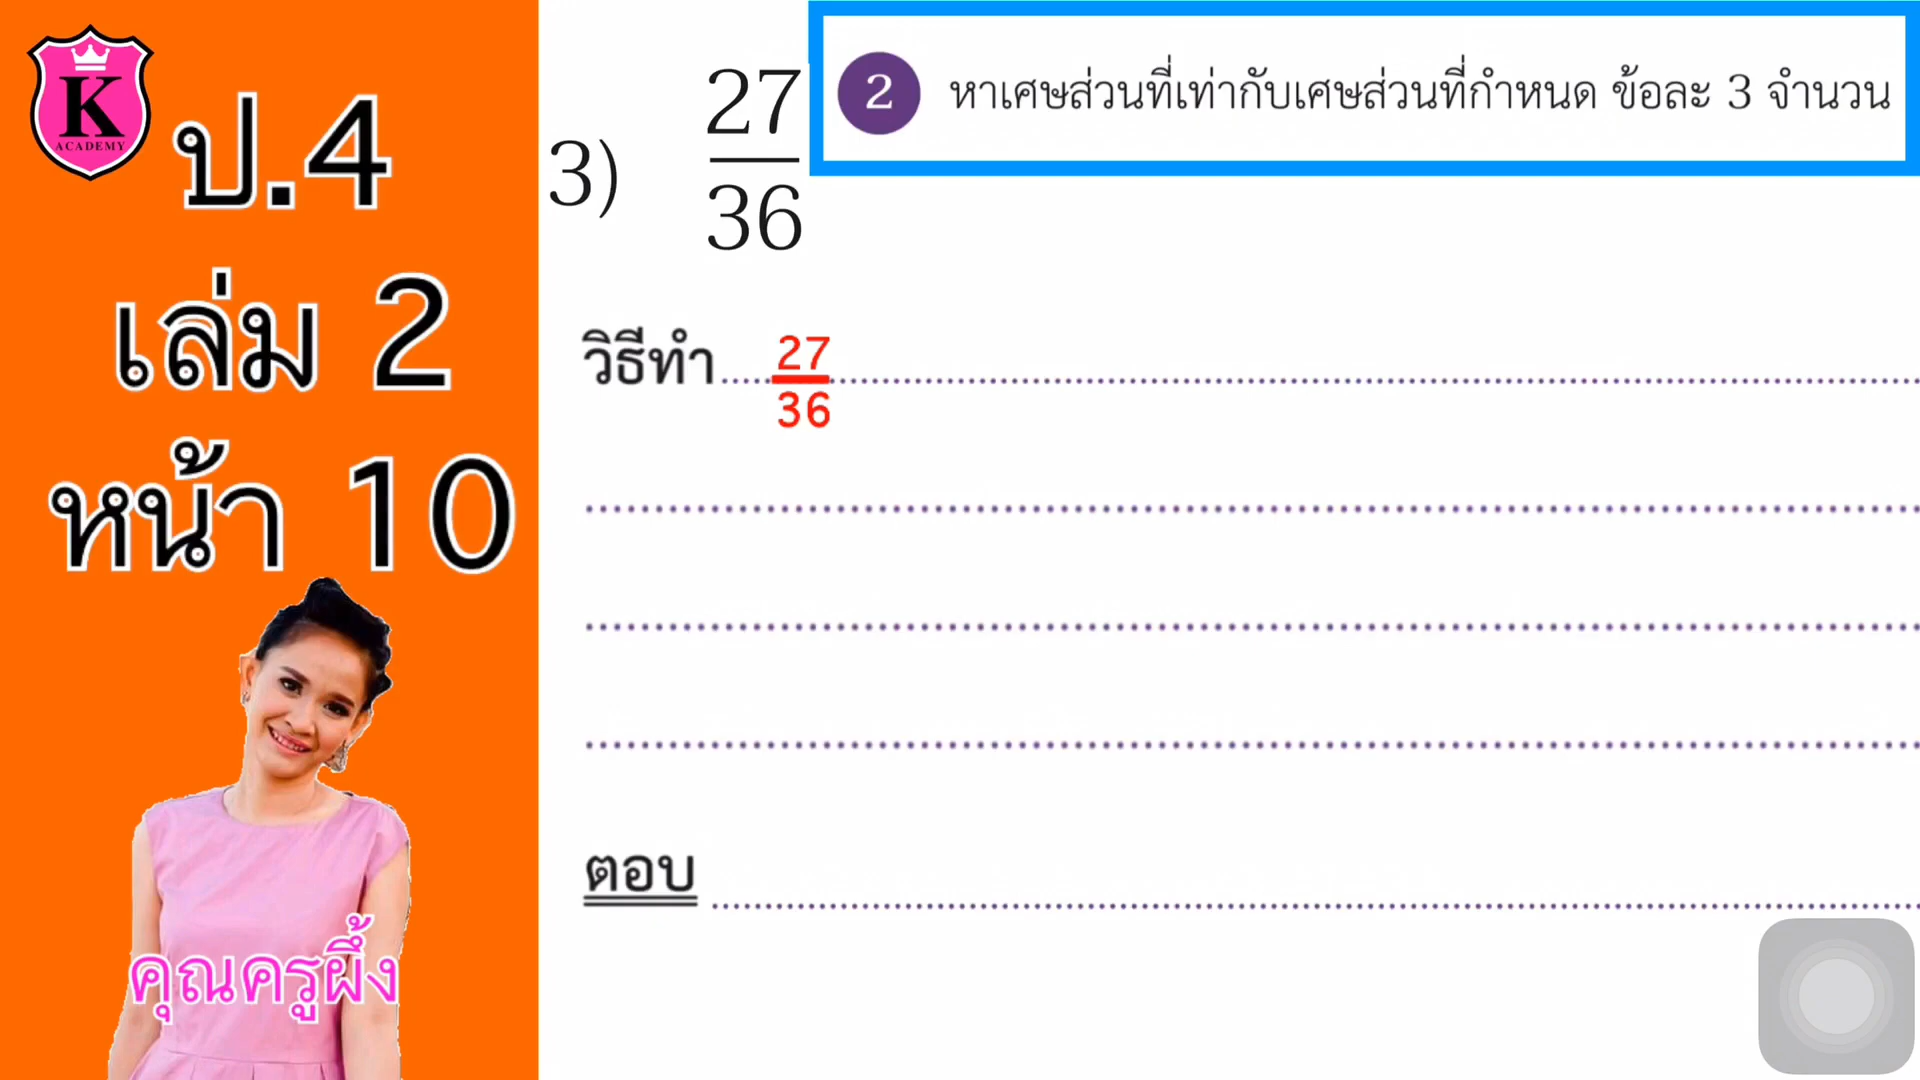 K
ACADEMY
ป.4
เล่ม 2
หน้า 10
คุณครูผึ้ง
2 หาเศษส่วนที่เท่ากับเศษส่วนที่กำหนด ข้อละ 3 จำนวน
3) 27
36
วิธีทำ 27
36
ตอบ